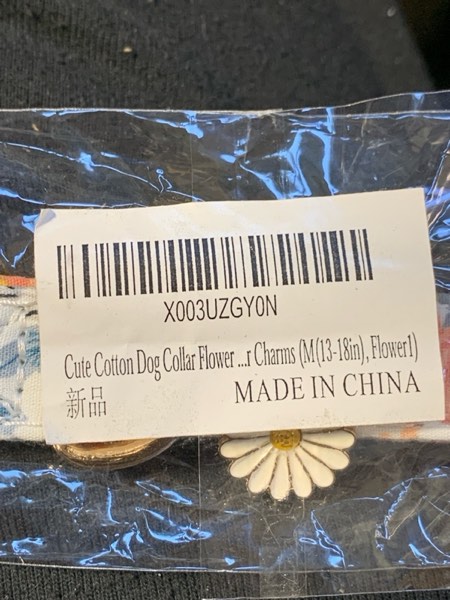 X003UZGY0N
Cute Cotton Dog Collar Flower ...r Charms (M(13-18in), Flower1)
新品
MADE IN CHINA